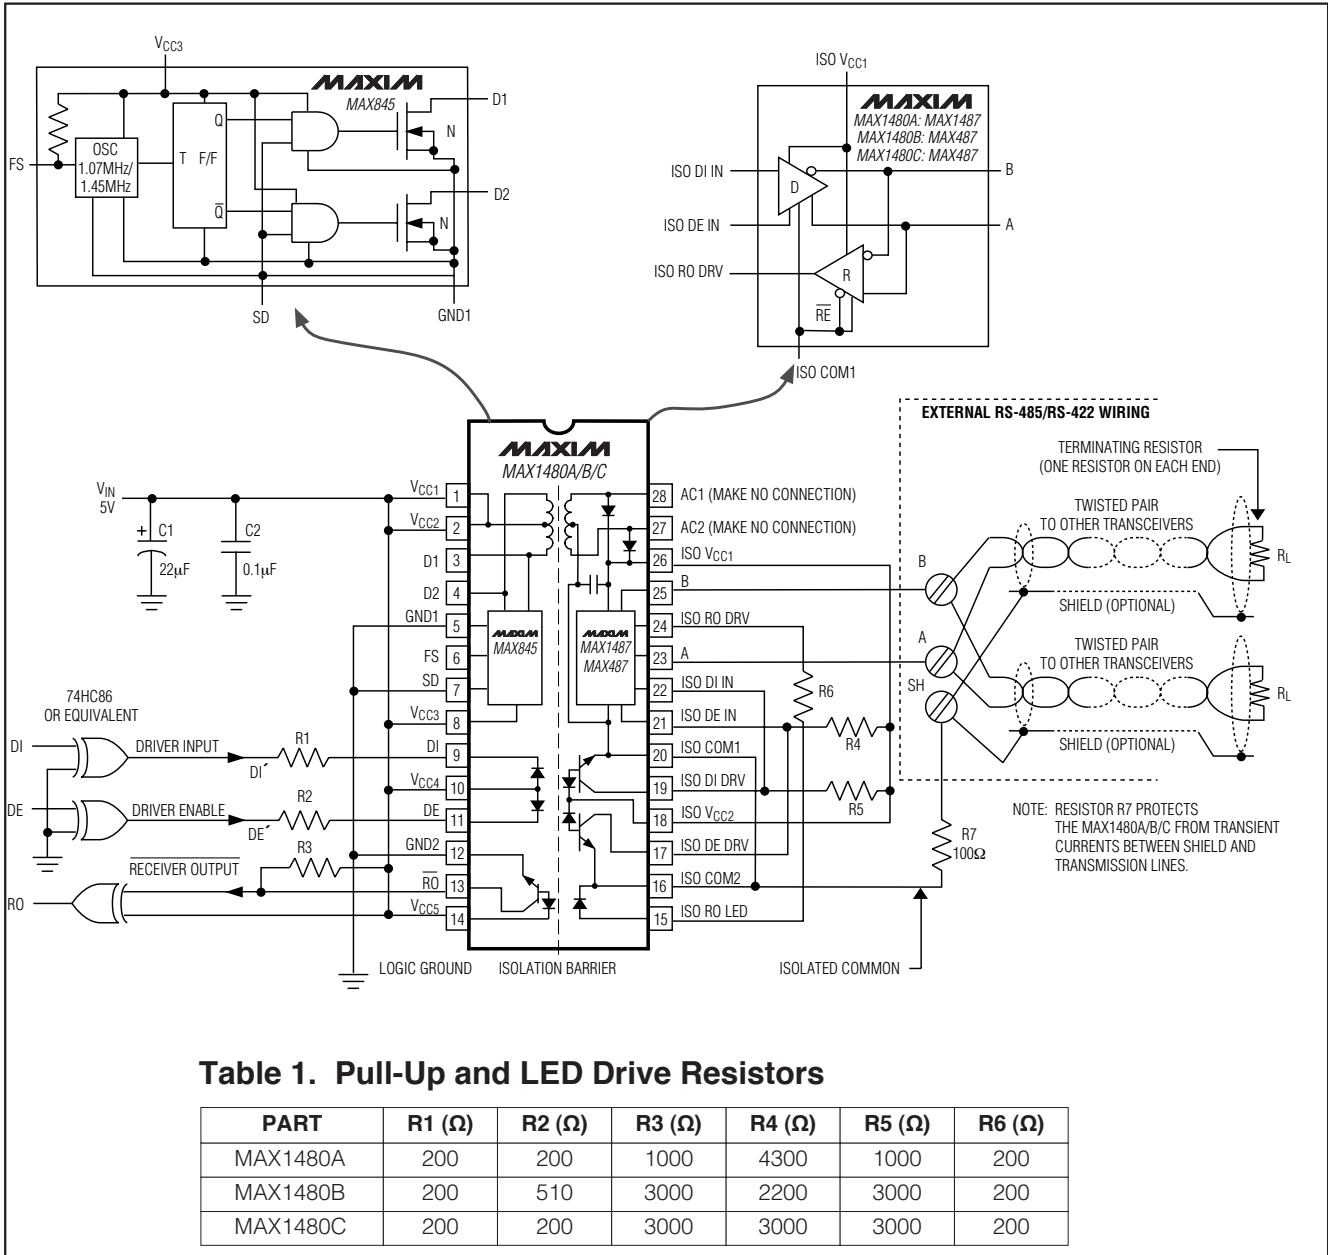 VCC3
MAXIM
MAX845
D1
Q
N
FS
OSC
1.07MHz/
1.45MHz
T F/F
D2
Q̅
N
SD
GND1
ISO VCC1
MAXIM
MAX1480A: MAX1487
MAX1480B: MAX487
MAX1480C: MAX487
ISO DI IN
D
B
ISO DE IN
A
ISO RO DRV
R
R̅E̅
ISO COM1
MAXIM
MAX1480A/B/C
VIN
5V
+ C1
22µF
C2
0.1µF
VCC1 1
VCC2 2
D1 3
D2 4
GND1 5
FS 6
SD 7
VCC3 8
DI 9
VCC4 10
DE 11
GND2 12
R̅O̅ 13
VCC5 14
MAXIM
MAX845
MAXIM
MAX1487
MAX487
28 AC1 (MAKE NO CONNECTION)
27 AC2 (MAKE NO CONNECTION)
26 ISO VCC1
25 B
24 ISO RO DRV
23 A
22 ISO DI IN
21 ISO DE IN
20 ISO COM1
19 ISO DI DRV
18 ISO VCC2
17 ISO DE DRV
16 ISO COM2
15 ISO RO LED
R6
R4
R5
74HC86
OR EQUIVALENT
DI
DRIVER INPUT
DI´
R1
DE
DRIVER ENABLE
DE´
R2
R3
R̅E̅C̅E̅I̅V̅E̅R̅ O̅U̅T̅P̅U̅T̅
RO
LOGIC GROUND
ISOLATION BARRIER
ISOLATED COMMON
EXTERNAL RS-485/RS-422 WIRING
TERMINATING RESISTOR
(ONE RESISTOR ON EACH END)
TWISTED PAIR
TO OTHER TRANSCEIVERS
B
RL
SHIELD (OPTIONAL)
A
TWISTED PAIR
TO OTHER TRANSCEIVERS
SH
RL
SHIELD (OPTIONAL)
R7
100Ω
NOTE: RESISTOR R7 PROTECTS
THE MAX1480A/B/C FROM TRANSIENT
CURRENTS BETWEEN SHIELD AND
TRANSMISSION LINES.
Table 1. Pull-Up and LED Drive Resistors
PART R1 (Ω) R2 (Ω) R3 (Ω) R4 (Ω) R5 (Ω) R6 (Ω)
MAX1480A 200 200 1000 4300 1000 200
MAX1480B 200 510 3000 2200 3000 200
MAX1480C 200 200 3000 3000 3000 200